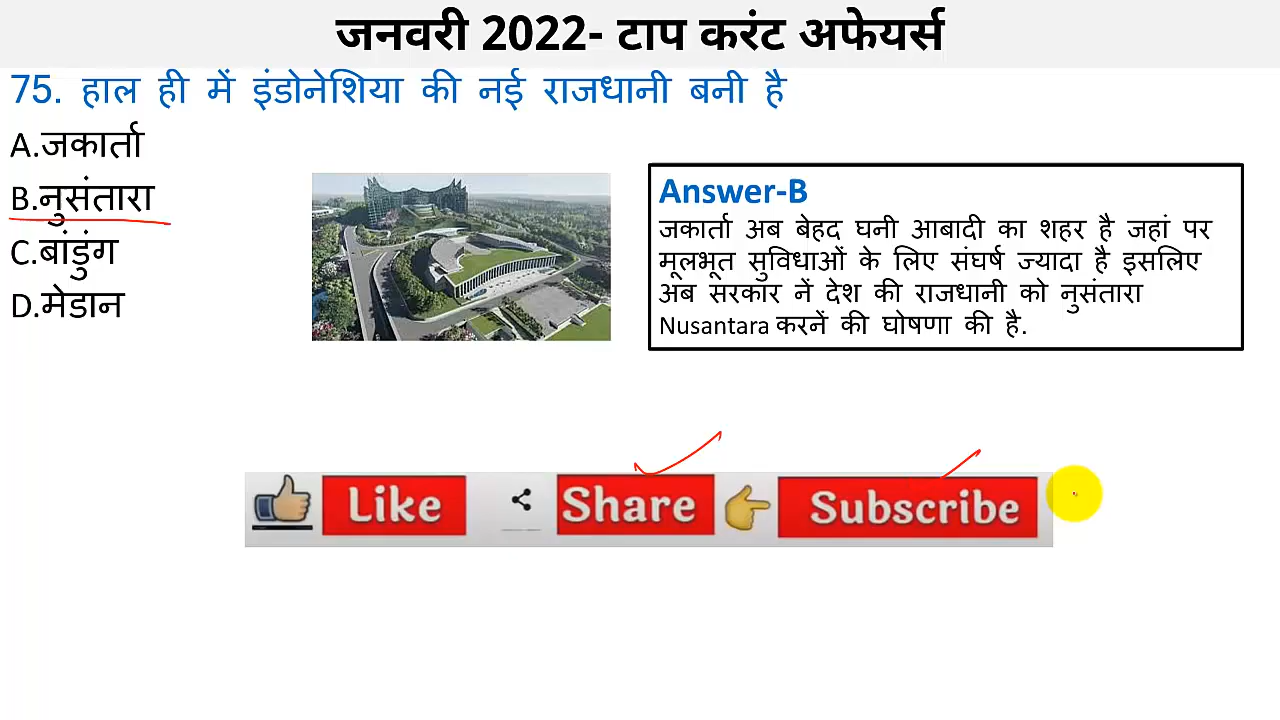 जनवरी 2022- टाप करंट अफेयर्स
75. हाल ही में इंडोनेशिया की नई राजधानी बनी है
A.जकार्ता
B.नुसंतारा
C.बांडुंग
D.मेडान
Answer-B
जकार्ता अब बेहद घनी आबादी का शहर है जहां पर
मूलभूत सुविधाओं के लिए संघर्ष ज्यादा है इसलिए
अब सरकार नें देश की राजधानी को नुसंतारा
Nusantara करनें की घोषणा की है.
Like Share Subscribe